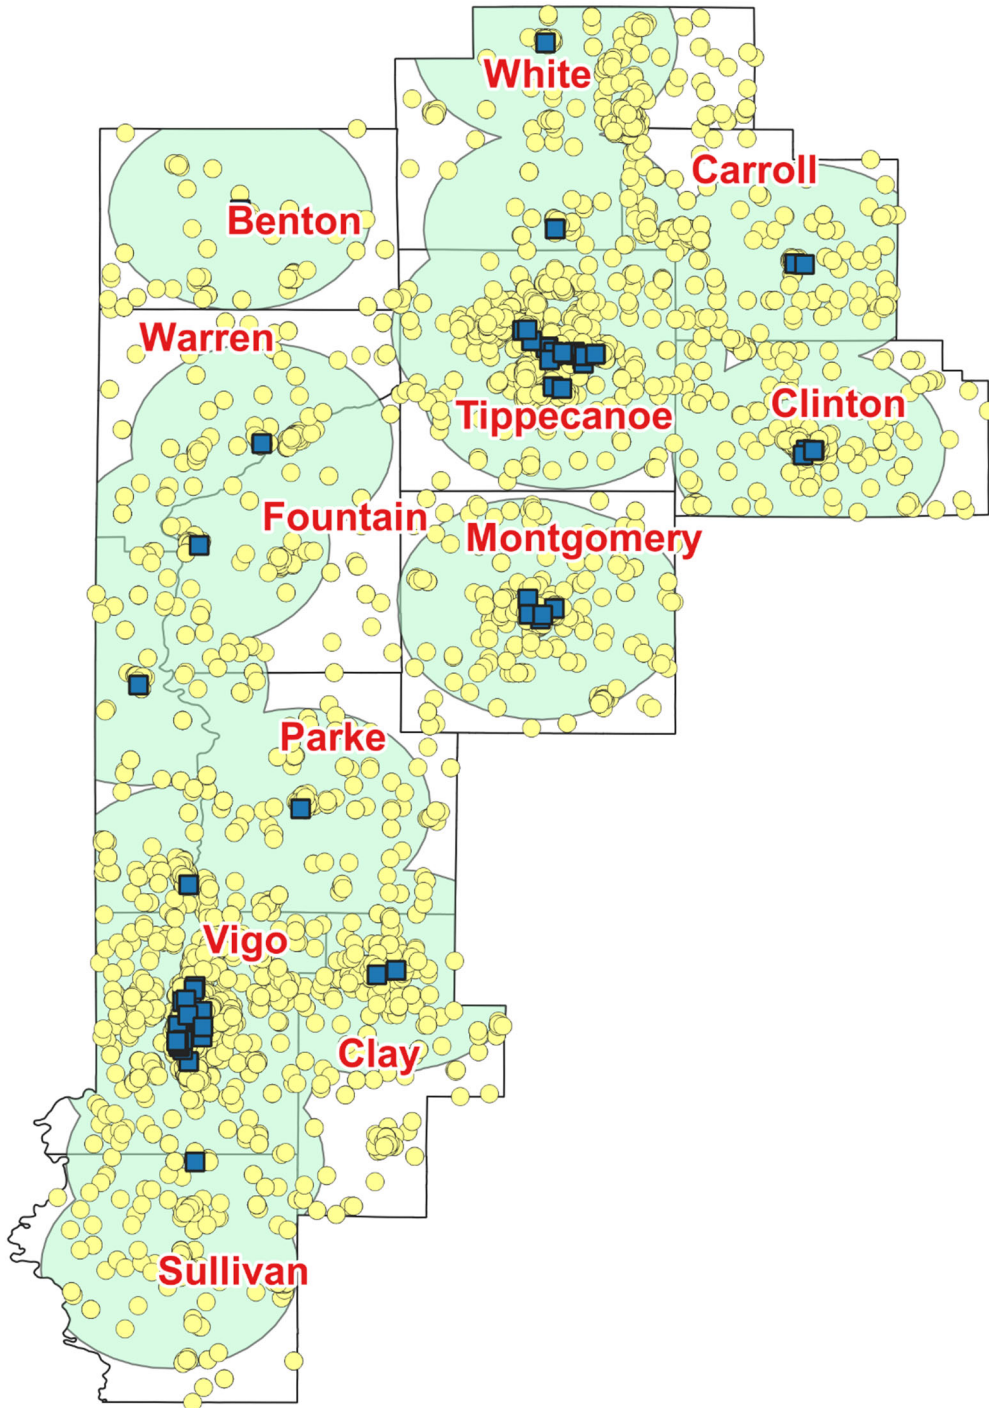 White
Carroll
Benton
Warren
Clinton
Tippecanoe
Fountain
Montgomery
Parke
Vigo
Clay
Sullivan